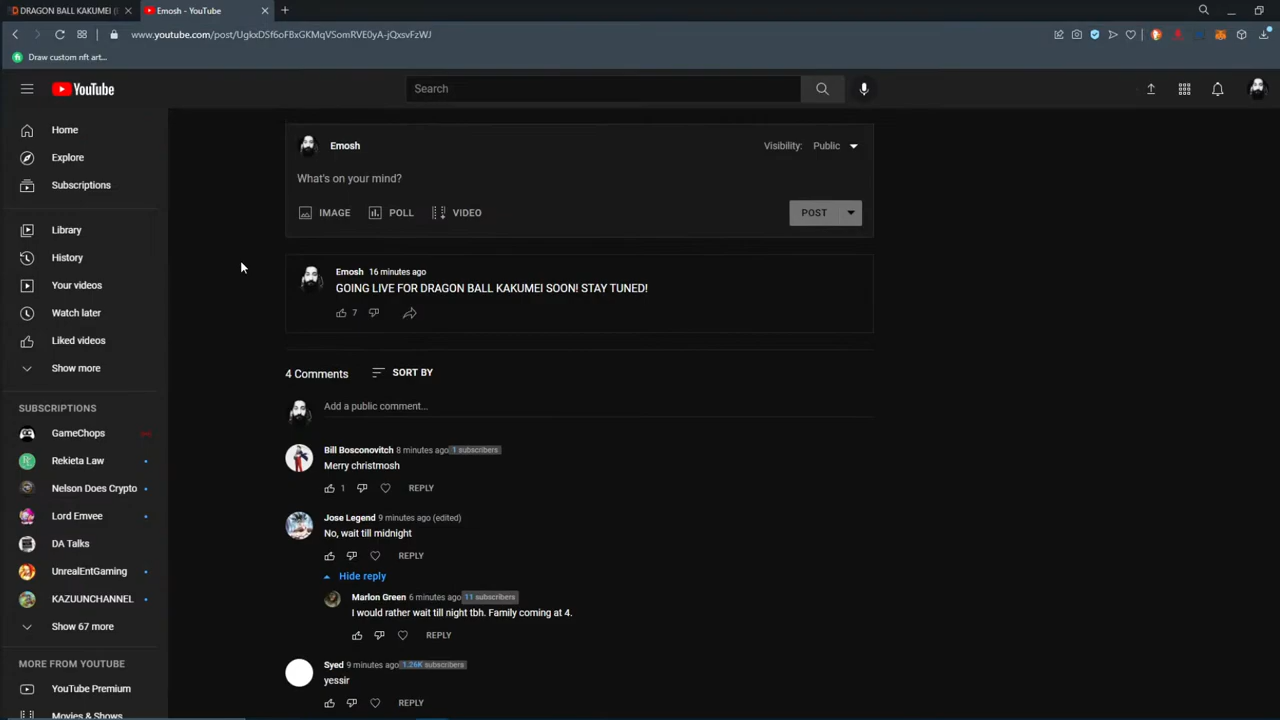 DRAGON BALL KAKUMEI (
Emosh - YouTube
www.youtube.com/post/UgkxDSf6oFBxGKMqVSomRVE0yA-jQxsvFzWJ
Draw custom nft art...
YouTube
Search
Home
Explore
Subscriptions
Library
History
Your videos
Watch later
Liked videos
Show more
SUBSCRIPTIONS
GameChops
Rekieta Law
Nelson Does Crypto
Lord Emvee
DA Talks
UnrealEntGaming
KAZUUNCHANNEL
Show 67 more
MORE FROM YOUTUBE
YouTube Premium
Movies & Shows
Emosh
Visibility: Public
What's on your mind?
IMAGE POLL VIDEO POST
Emosh 16 minutes ago
GOING LIVE FOR DRAGON BALL KAKUMEI SOON! STAY TUNED!
7
4 Comments SORT BY
Add a public comment...
Bill Bosconovitch 8 minutes ago 1 subscribers
Merry christmosh
1 REPLY
Jose Legend 9 minutes ago (edited)
No, wait till midnight
REPLY
Hide reply
Marlon Green 6 minutes ago 11 subscribers
I would rather wait till night tbh. Family coming at 4.
REPLY
Syed 9 minutes ago 1.26K subscribers
yessir
REPLY